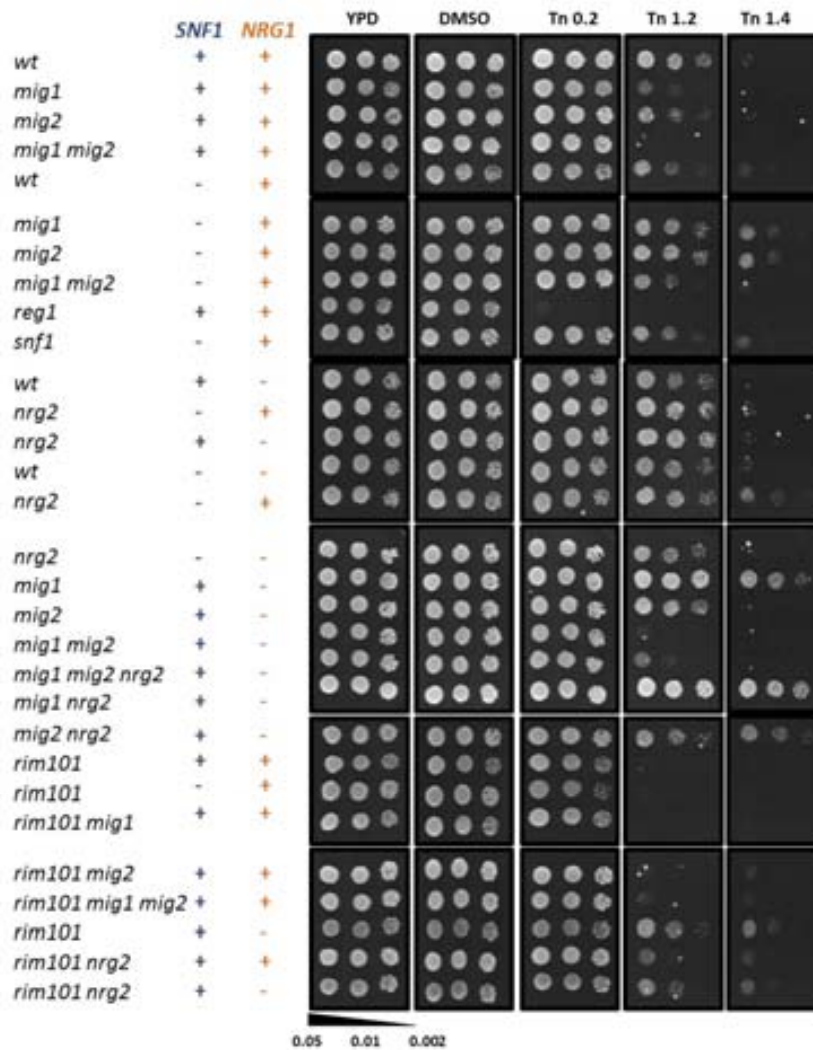 YPD DMSO Tn 0.2 Tn 1.2 Tn 1.4
SNF1 NRG1
wt + +
mig1 + +
mig2 + +
mig1 mig2 + +
wt - +
mig1 - +
mig2 - +
mig1 mig2 - +
reg1 + +
snf1 - +
wt + -
nrg2 - +
nrg2 + -
wt - -
nrg2 - +
nrg2 - -
mig1 + -
mig2 + -
mig1 mig2 + -
mig1 mig2 nrg2 + -
mig1 nrg2 + -
mig2 nrg2 + -
rim101 + +
rim101 - +
rim101 mig1 + +
rim101 mig2 + +
rim101 mig1 mig2 + +
rim101 + -
rim101 nrg2 + +
rim101 nrg2 + -
0.05 0.01 0.002